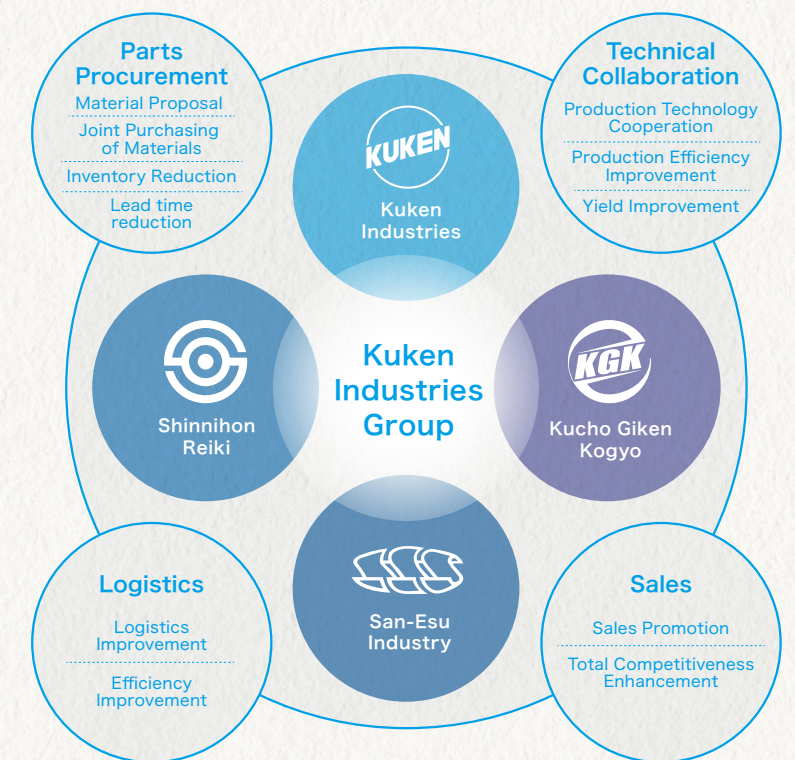 Parts
Procurement
Material Proposal
Joint Purchasing
of Materials
Inventory Reduction
Lead time
reduction
Technical
Collaboration
Production Technology
Cooperation
Production Efficiency
Improvement
Yield Improvement
KUKEN
Kuken
Industries
Shinnihon
Reiki
Kuken
Industries
Group
KGK
Kucho Giken
Kogyo
SSS
San-Esu
Industry
Logistics
Logistics
Improvement
Efficiency
Improvement
Sales
Sales Promotion
Total Competitiveness
Enhancement